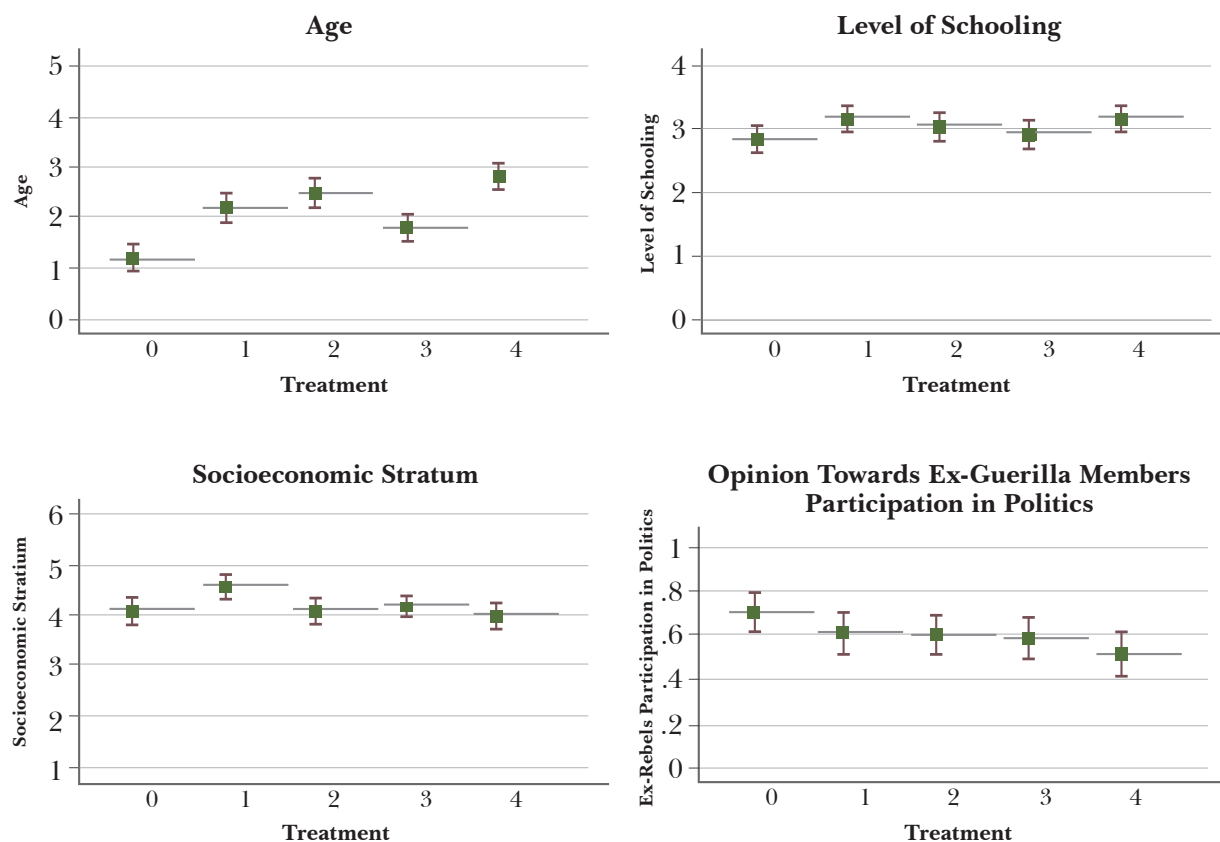 Age
5
4
3
2
1
0
Age
0 1 2 3 4
Treatment
Level of Schooling
4
3
2
1
0
Level of Schooling
0 1 2 3 4
Treatment
Socioeconomic Stratum
6
5
4
3
2
1
Socioeconomic Stratium
0 1 2 3 4
Treatment
Opinion Towards Ex-Guerilla Members
Participation in Politics
1
.8
.6
.4
.2
0
Ex-Rebels Participation in Politics
0 1 2 3 4
Treatment